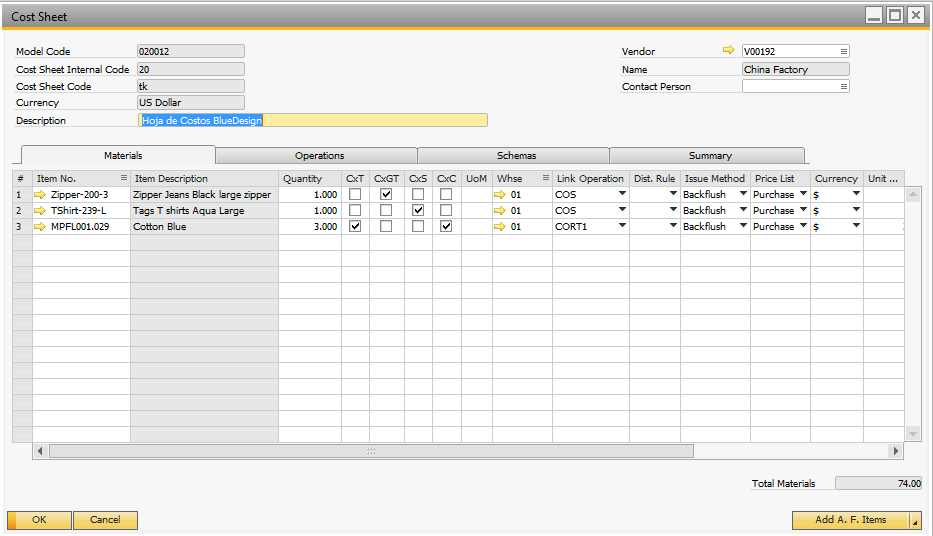 Cost Sheet
Model Code 020012
Vendor V00192
Cost Sheet Internal Code 20
Name China Factory
Cost Sheet Code tk
Contact Person
Currency US Dollar
Description Hoja de Costos BlueDesign
Materials Operations Schemas Summary
# Item No. Item Description Quantity CxT CxGT CxS CxC UoM Whse Link Operation Dist. Rule Issue Method Price List Currency Unit ...
1 Zipper-200-3 Zipper Jeans Black large zipper 1.000 01 COS Backflush Purchase $
2 TShirt-239-L Tags T shirts Aqua Large 1.000 01 COS Backflush Purchase $
3 MPFL001.029 Cotton Blue 3.000 01 CORT1 Backflush Purchase $
Total Materials 74.00
OK Cancel Add A. F. Items